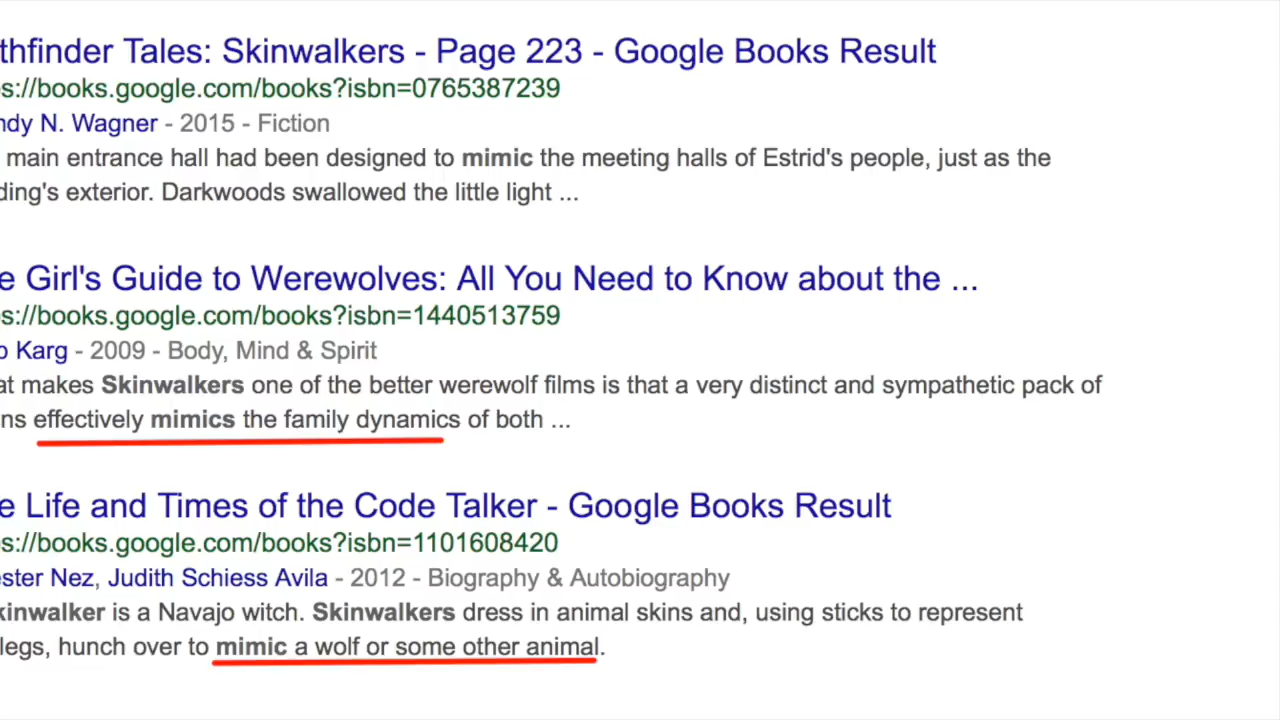 thfinder Tales: Skinwalkers - Page 223 - Google Books Result
s://books.google.com/books?isbn=0765387239
ndy N. Wagner - 2015 - Fiction
main entrance hall had been designed to mimic the meeting halls of Estrid's people, just as the
ding's exterior. Darkwoods swallowed the little light ...
e Girl's Guide to Werewolves: All You Need to Know about the ...
s://books.google.com/books?isbn=1440513759
o Karg - 2009 - Body, Mind & Spirit
at makes Skinwalkers one of the better werewolf films is that a very distinct and sympathetic pack of
ns effectively mimics the family dynamics of both ...
e Life and Times of the Code Talker - Google Books Result
s://books.google.com/books?isbn=1101608420
ester Nez, Judith Schiess Avila - 2012 - Biography & Autobiography
kinwalker is a Navajo witch. Skinwalkers dress in animal skins and, using sticks to represent
legs, hunch over to mimic a wolf or some other animal.